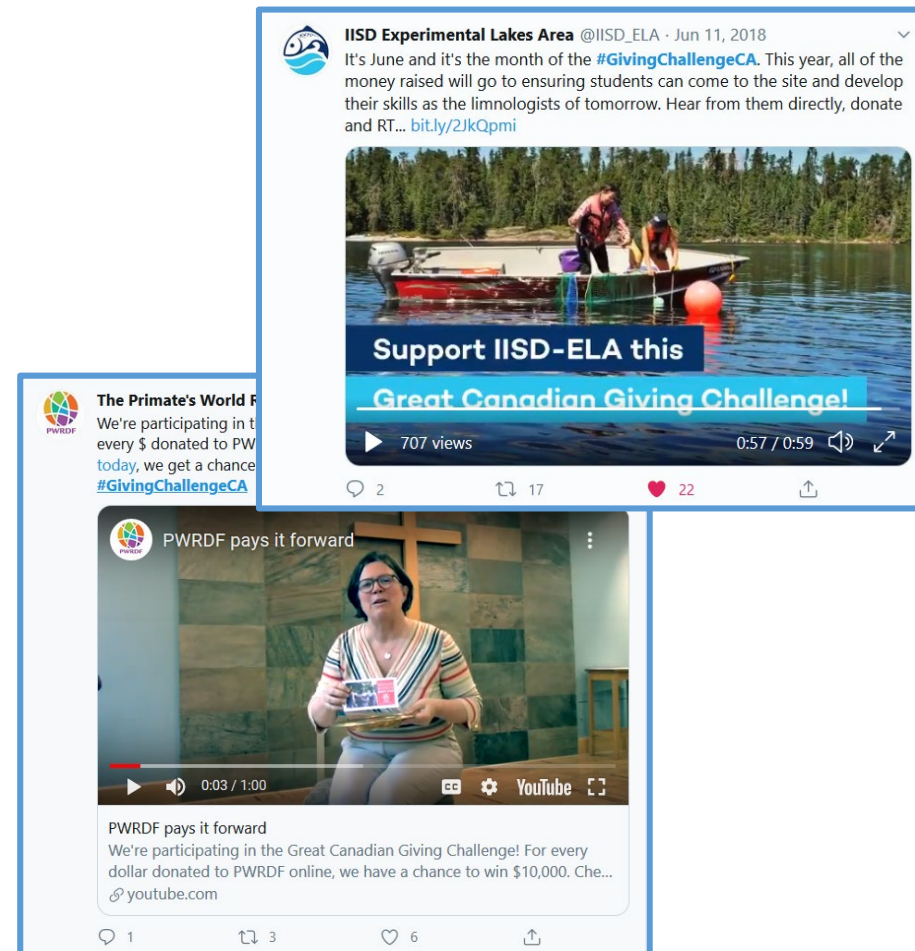 IISD Experimental Lakes Area @IISD_ELA · Jun 11, 2018
It's June and it's the month of the #GivingChallengeCA. This year, all of the
money raised will go to ensuring students can come to the site and develop
their skills as the limnologists of tomorrow. Hear from them directly, donate
and RT... bit.ly/2JkQpmi
Support IISD-ELA this
Great Canadian Giving Challenge!
707 views
0:57 / 0:59
2
17
22
PWRDF
The Primate's World R
We're participating in t
every $ donated to PW
today, we get a chance
#GivingChallengeCA
PWRDF
PWRDF pays it forward
0:03 / 1:00
CC
YouTube
PWRDF pays it forward
We're participating in the Great Canadian Giving Challenge! For every
dollar donated to PWRDF online, we have a chance to win $10,000. Che...
youtube.com
1
3
6